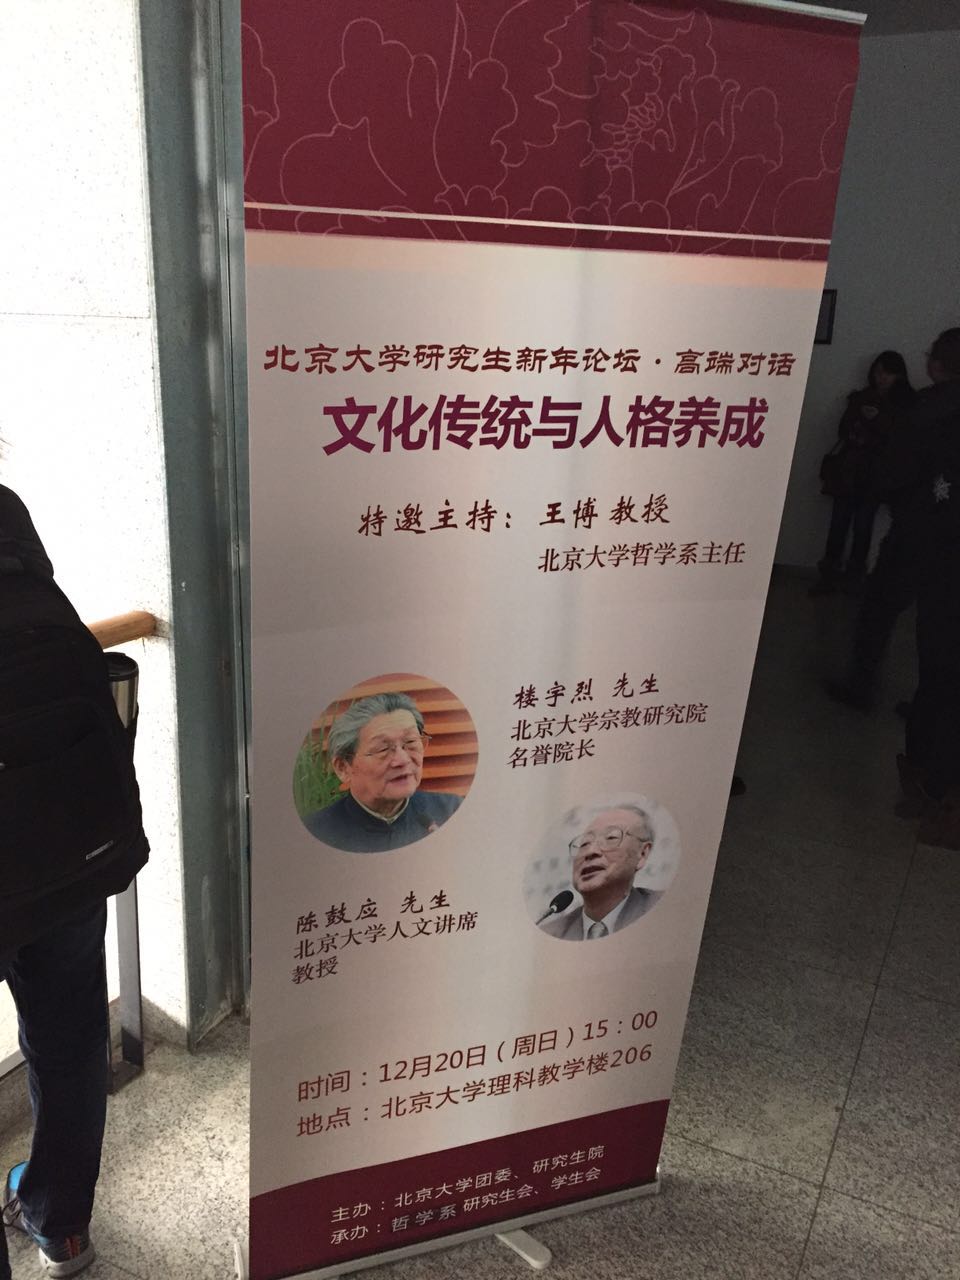 北京大学研究生新年论坛·高端对话
文化传统与人格养成
特邀主持：王博 教授
北京大学哲学系主任
楼宇烈 先生
北京大学宗教研究院
名誉院长
陈鼓应 先生
北京大学人文讲席
教授
时间：12月20日（周日）15：00
地点：北京大学理科教学楼206
主办：北京大学团委、研究生院
承办：哲学系 研究生会、学生会